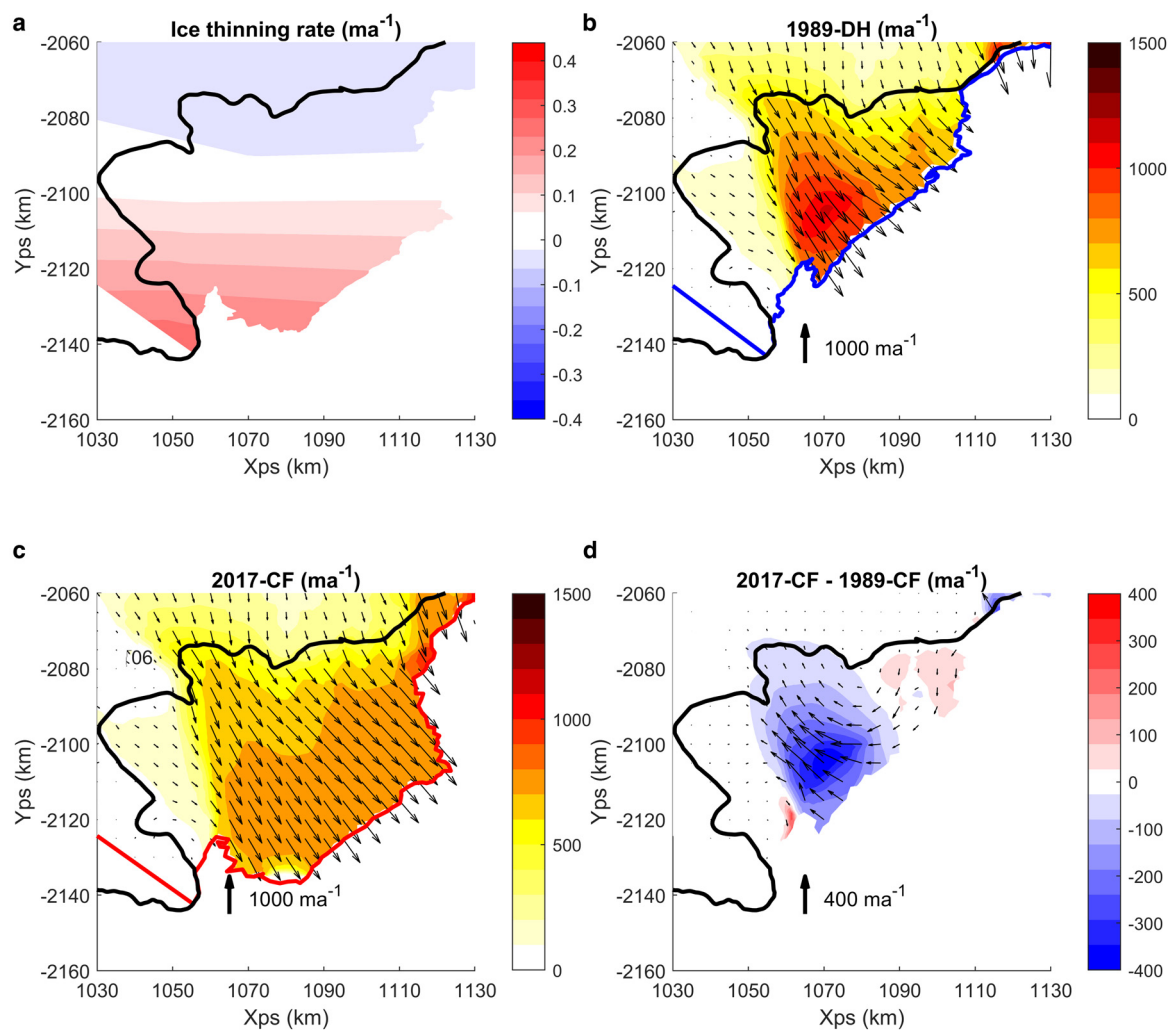 a
Ice thinning rate (ma⁻¹)
-2060
-2080
-2100
-2120
-2140
-2160
Yps (km)
1030 1050 1070 1090 1110 1130
Xps (km)
0.4
0.3
0.2
0.1
0
-0.1
-0.2
-0.3
-0.4
b
1989-DH (ma⁻¹)
-2060
-2080
-2100
-2120
-2140
-2160
Yps (km)
1000 ma⁻¹
1030 1050 1070 1090 1110 1130
Xps (km)
1500
1000
500
0
c
2017-CF (ma⁻¹)
-2060
-2080
-2100
-2120
-2140
-2160
Yps (km)
1000 ma⁻¹
1030 1050 1070 1090 1110 1130
Xps (km)
1500
1000
500
0
d
2017-CF - 1989-CF (ma⁻¹)
-2060
-2080
-2100
-2120
-2140
-2160
Yps (km)
400 ma⁻¹
1030 1050 1070 1090 1110 1130
Xps (km)
400
300
200
100
0
-100
-200
-300
-400